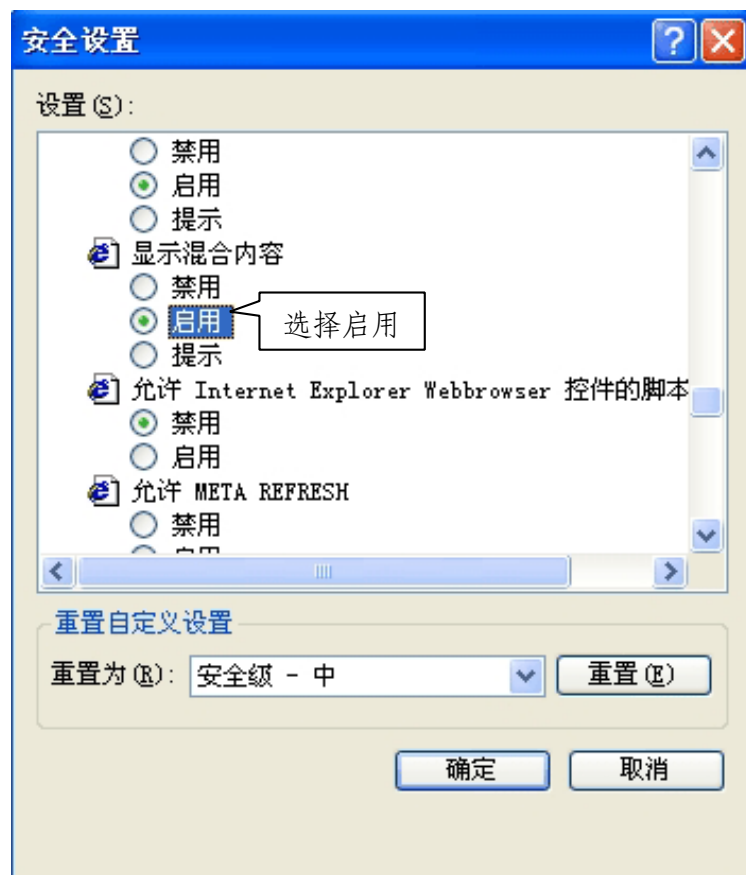 安全设置
设置(S):
禁用
启用
提示
显示混合内容
禁用
启用
选择启用
提示
允许 Internet Explorer Webbrowser 控件的脚本
禁用
启用
允许 META REFRESH
禁用
启用
重置自定义设置
重置为(R): 安全级 - 中 重置(E)
确定 取消